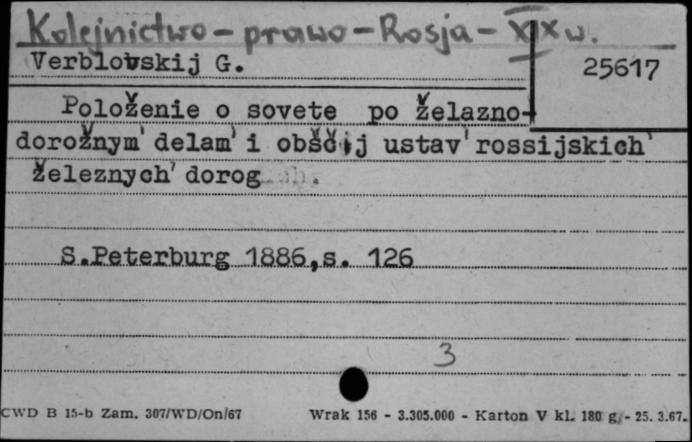 Kolejnictwo - prawo - Rosja - XIX w.
Verblovskij G.
25617
Položenie o sovete po želazno-
dorožnym' delam' i obščij ustav' rossijskich'
železnych' dorog
S.Peterburg 1886,s. 126
3
CWD B 15-b Zam. 307/WD/On/67 Wrak 156 - 3.305.000 - Karton V kl. 180 g - 25. 3.67.